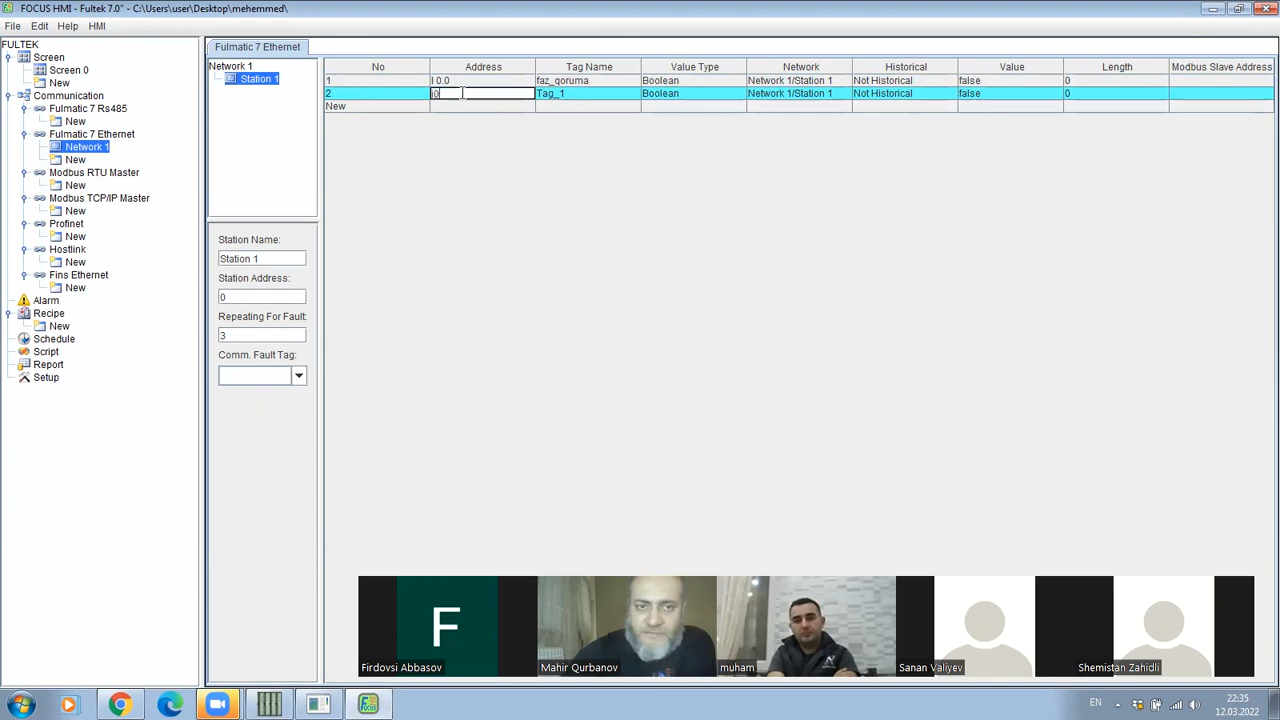 FOCUS HMI - Fultek 7.0" - C:\Users\user\Desktop\mehemmed\
File Edit Help HMI
FULTEK
Screen
Screen 0
New
Communication
Fulmatic 7 Rs485
New
Fulmatic 7 Ethernet
Network 1
New
Modbus RTU Master
New
Modbus TCP/IP Master
New
Profinet
New
Hostlink
New
Fins Ethernet
New
Alarm
Recipe
New
Schedule
Script
Report
Setup
Fulmatic 7 Ethernet
Network 1
Station 1
Station Name:
Station 1
Station Address:
0
Repeating For Fault:
3
Comm. Fault Tag:
No Address Tag Name Value Type Network Historical Value Length Modbus Slave Address
1 I 0.0 faz_qoruma Boolean Network 1/Station 1 Not Historical false 0
2 I0 Tag_1 Boolean Network 1/Station 1 Not Historical false 0
New
F
Firdovsi Abbasov Mahir Qurbanov muham Sanan Valiyev Shemistan Zahidli
FOCUS
EN
22:35
12.03.2022